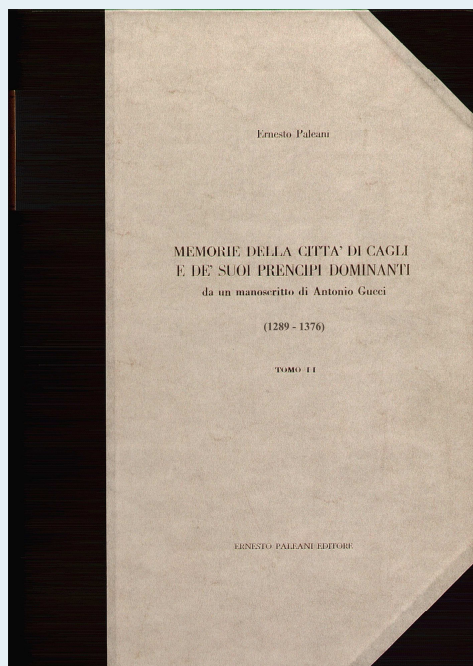 Ernesto Paleani
MEMORIE DELLA CITTA' DI CAGLI
E DE' SUOI PRENCIPI DOMINANTI
da un manoscritto di Antonio Gucci
(1289 - 1376)
TOMO II
ERNESTO PALEANI EDITORE